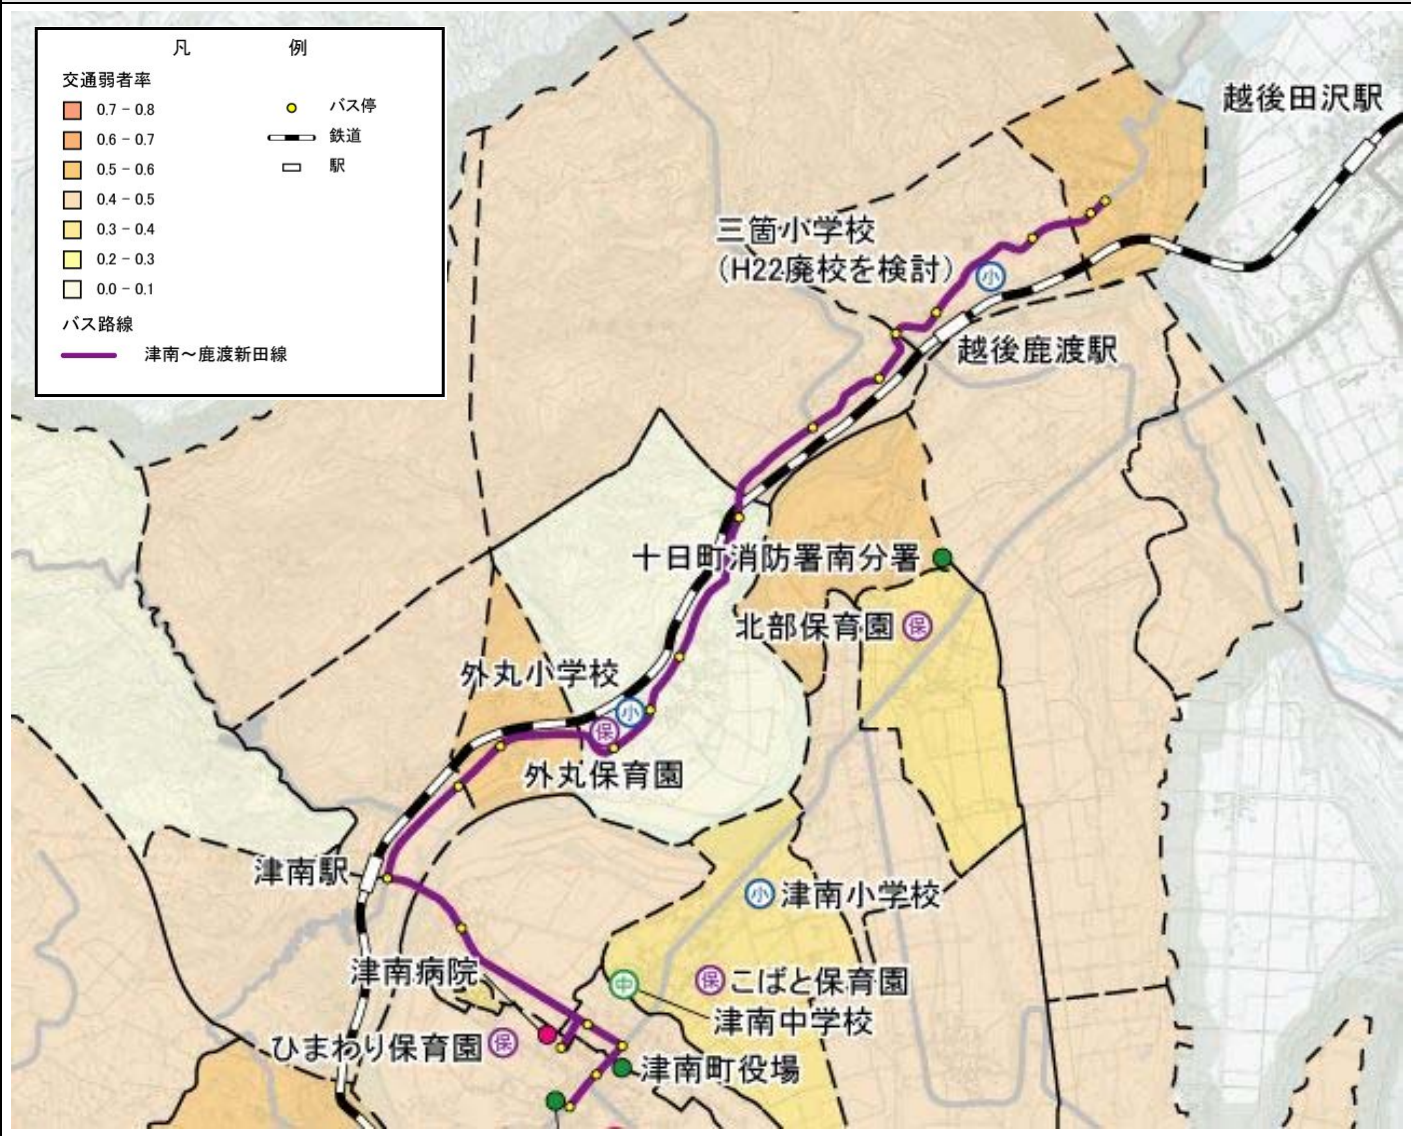 凡 例
交通弱者率
0.7 - 0.8
0.6 - 0.7
0.5 - 0.6
0.4 - 0.5
0.3 - 0.4
0.2 - 0.3
0.0 - 0.1
バス停
鉄道
駅
バス路線
津南～鹿渡新田線
越後田沢駅
三箇小学校
（H22廃校を検討）
小
越後鹿渡駅
十日町消防署南分署
北部保育園
保
外丸小学校
小
保
外丸保育園
津南駅
小
津南小学校
津南病院
中
保
こばと保育園
津南中学校
ひまわり保育園
保
津南町役場